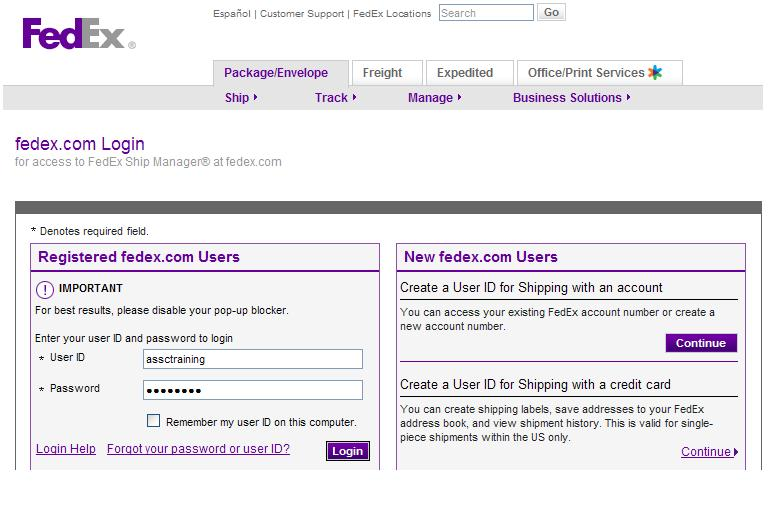 Español | Customer Support | FedEx Locations Search Go
FedEx®
Package/Envelope Freight Expedited Office/Print Services
Ship Track Manage Business Solutions
fedex.com Login
for access to FedEx Ship Manager® at fedex.com
* Denotes required field.
Registered fedex.com Users
! IMPORTANT
For best results, please disable your pop-up blocker.
Enter your user ID and password to login
* User ID assctraining
* Password ••••••••
Remember my user ID on this computer.
Login Help Forgot your password or user ID? Login
New fedex.com Users
Create a User ID for Shipping with an account
You can access your existing FedEx account number or create a
new account number.
Continue
Create a User ID for Shipping with a credit card
You can create shipping labels, save addresses to your FedEx
address book, and view shipment history. This is valid for single-
piece shipments within the US only.
Continue